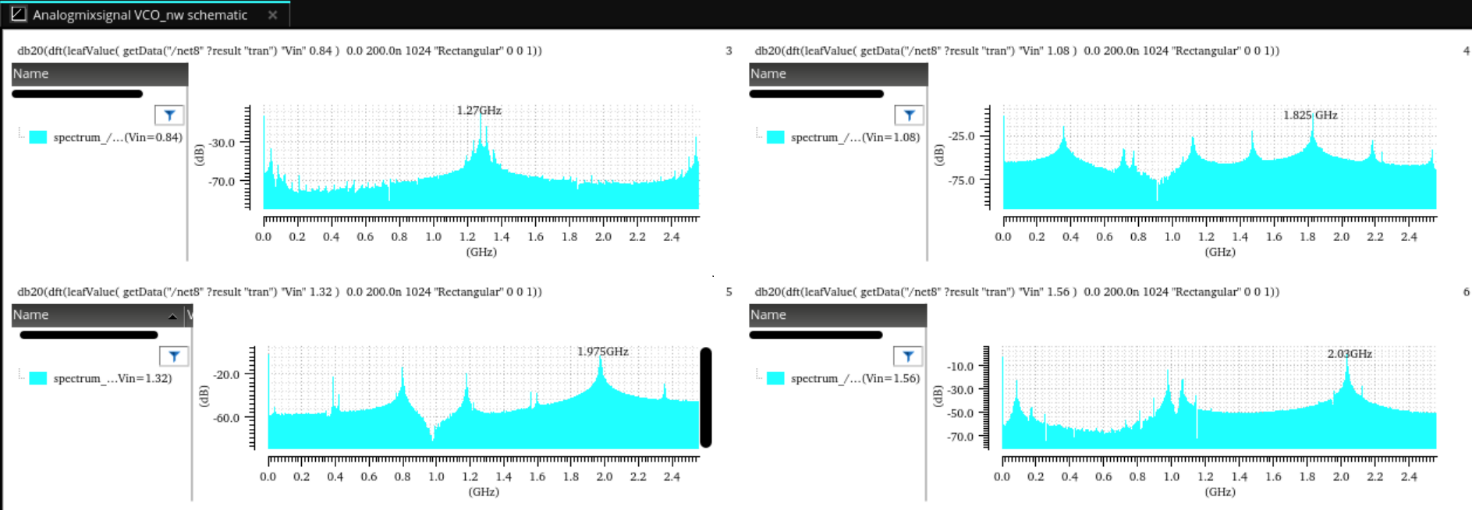 Analogmixsignal VCO_nw schematic ×
db20(dft(leafValue( getData("/net8" ?result "tran") "Vin" 0.84 ) 0.0 200.0n 1024 "Rectangular" 0 0 1)) 3
Name
spectrum_/...(Vin=0.84)
1.27GHz
-30.0
-70.0
(dB)
0.0 0.2 0.4 0.6 0.8 1.0 1.2 1.4 1.6 1.8 2.0 2.2 2.4
(GHz)
db20(dft(leafValue( getData("/net8" ?result "tran") "Vin" 1.08 ) 0.0 200.0n 1024 "Rectangular" 0 0 1)) 4
Name
spectrum_/...(Vin=1.08)
1.825 GHz
-25.0
-75.0
(dB)
0.0 0.2 0.4 0.6 0.8 1.0 1.2 1.4 1.6 1.8 2.0 2.2 2.4
(GHz)
db20(dft(leafValue( getData("/net8" ?result "tran") "Vin" 1.32 ) 0.0 200.0n 1024 "Rectangular" 0 0 1)) 5
Name V
spectrum_...Vin=1.32)
1.975GHz
-20.0
-60.0
(dB)
0.0 0.2 0.4 0.6 0.8 1.0 1.2 1.4 1.6 1.8 2.0 2.2 2.4
(GHz)
db20(dft(leafValue( getData("/net8" ?result "tran") "Vin" 1.56 ) 0.0 200.0n 1024 "Rectangular" 0 0 1)) 6
Name
spectrum_/...(Vin=1.56)
2.03GHz
-10.0
-30.0
-50.0
-70.0
(dB)
0.0 0.2 0.4 0.6 0.8 1.0 1.2 1.4 1.6 1.8 2.0 2.2 2.4
(GHz)